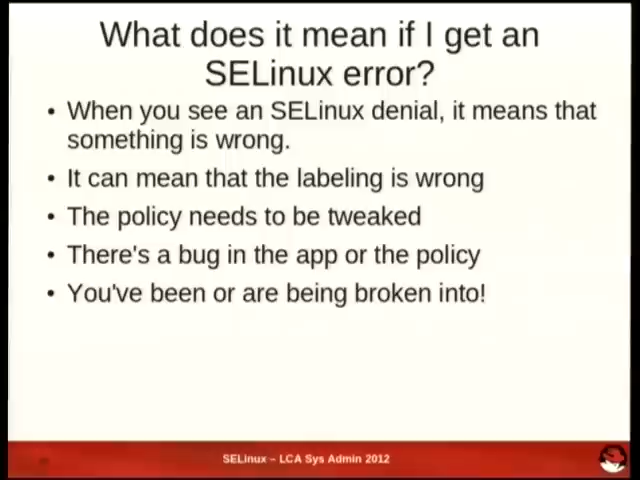 What does it mean if I get an
SELinux error?
• When you see an SELinux denial, it means that
something is wrong.
• It can mean that the labeling is wrong
• The policy needs to be tweaked
• There's a bug in the app or the policy
• You've been or are being broken into!
SELinux – LCA Sys Admin 2012